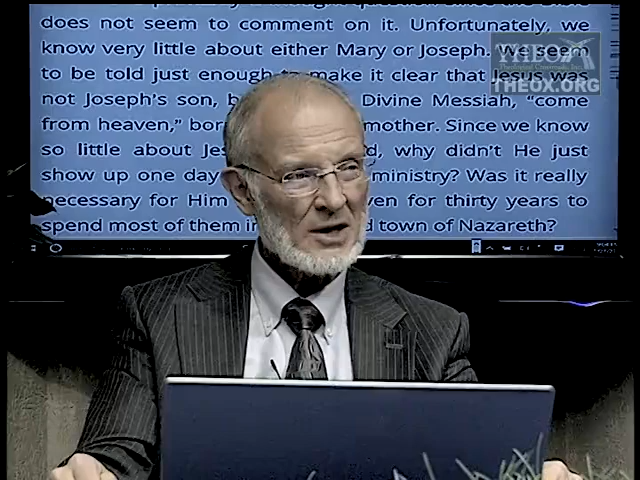 does not seem to comment on it. Unfortunately, we
know very little about either Mary or Joseph. We seem
to be told just enough to make it clear that Jesus was
not Joseph's son, Divine Messiah, "come
from heaven," mother. Since we know
so little about why didn't He just
show up one day ministry? Was it really
necessary for Him for thirty years to
spend most of them town of Nazareth?
THEOX.ORG